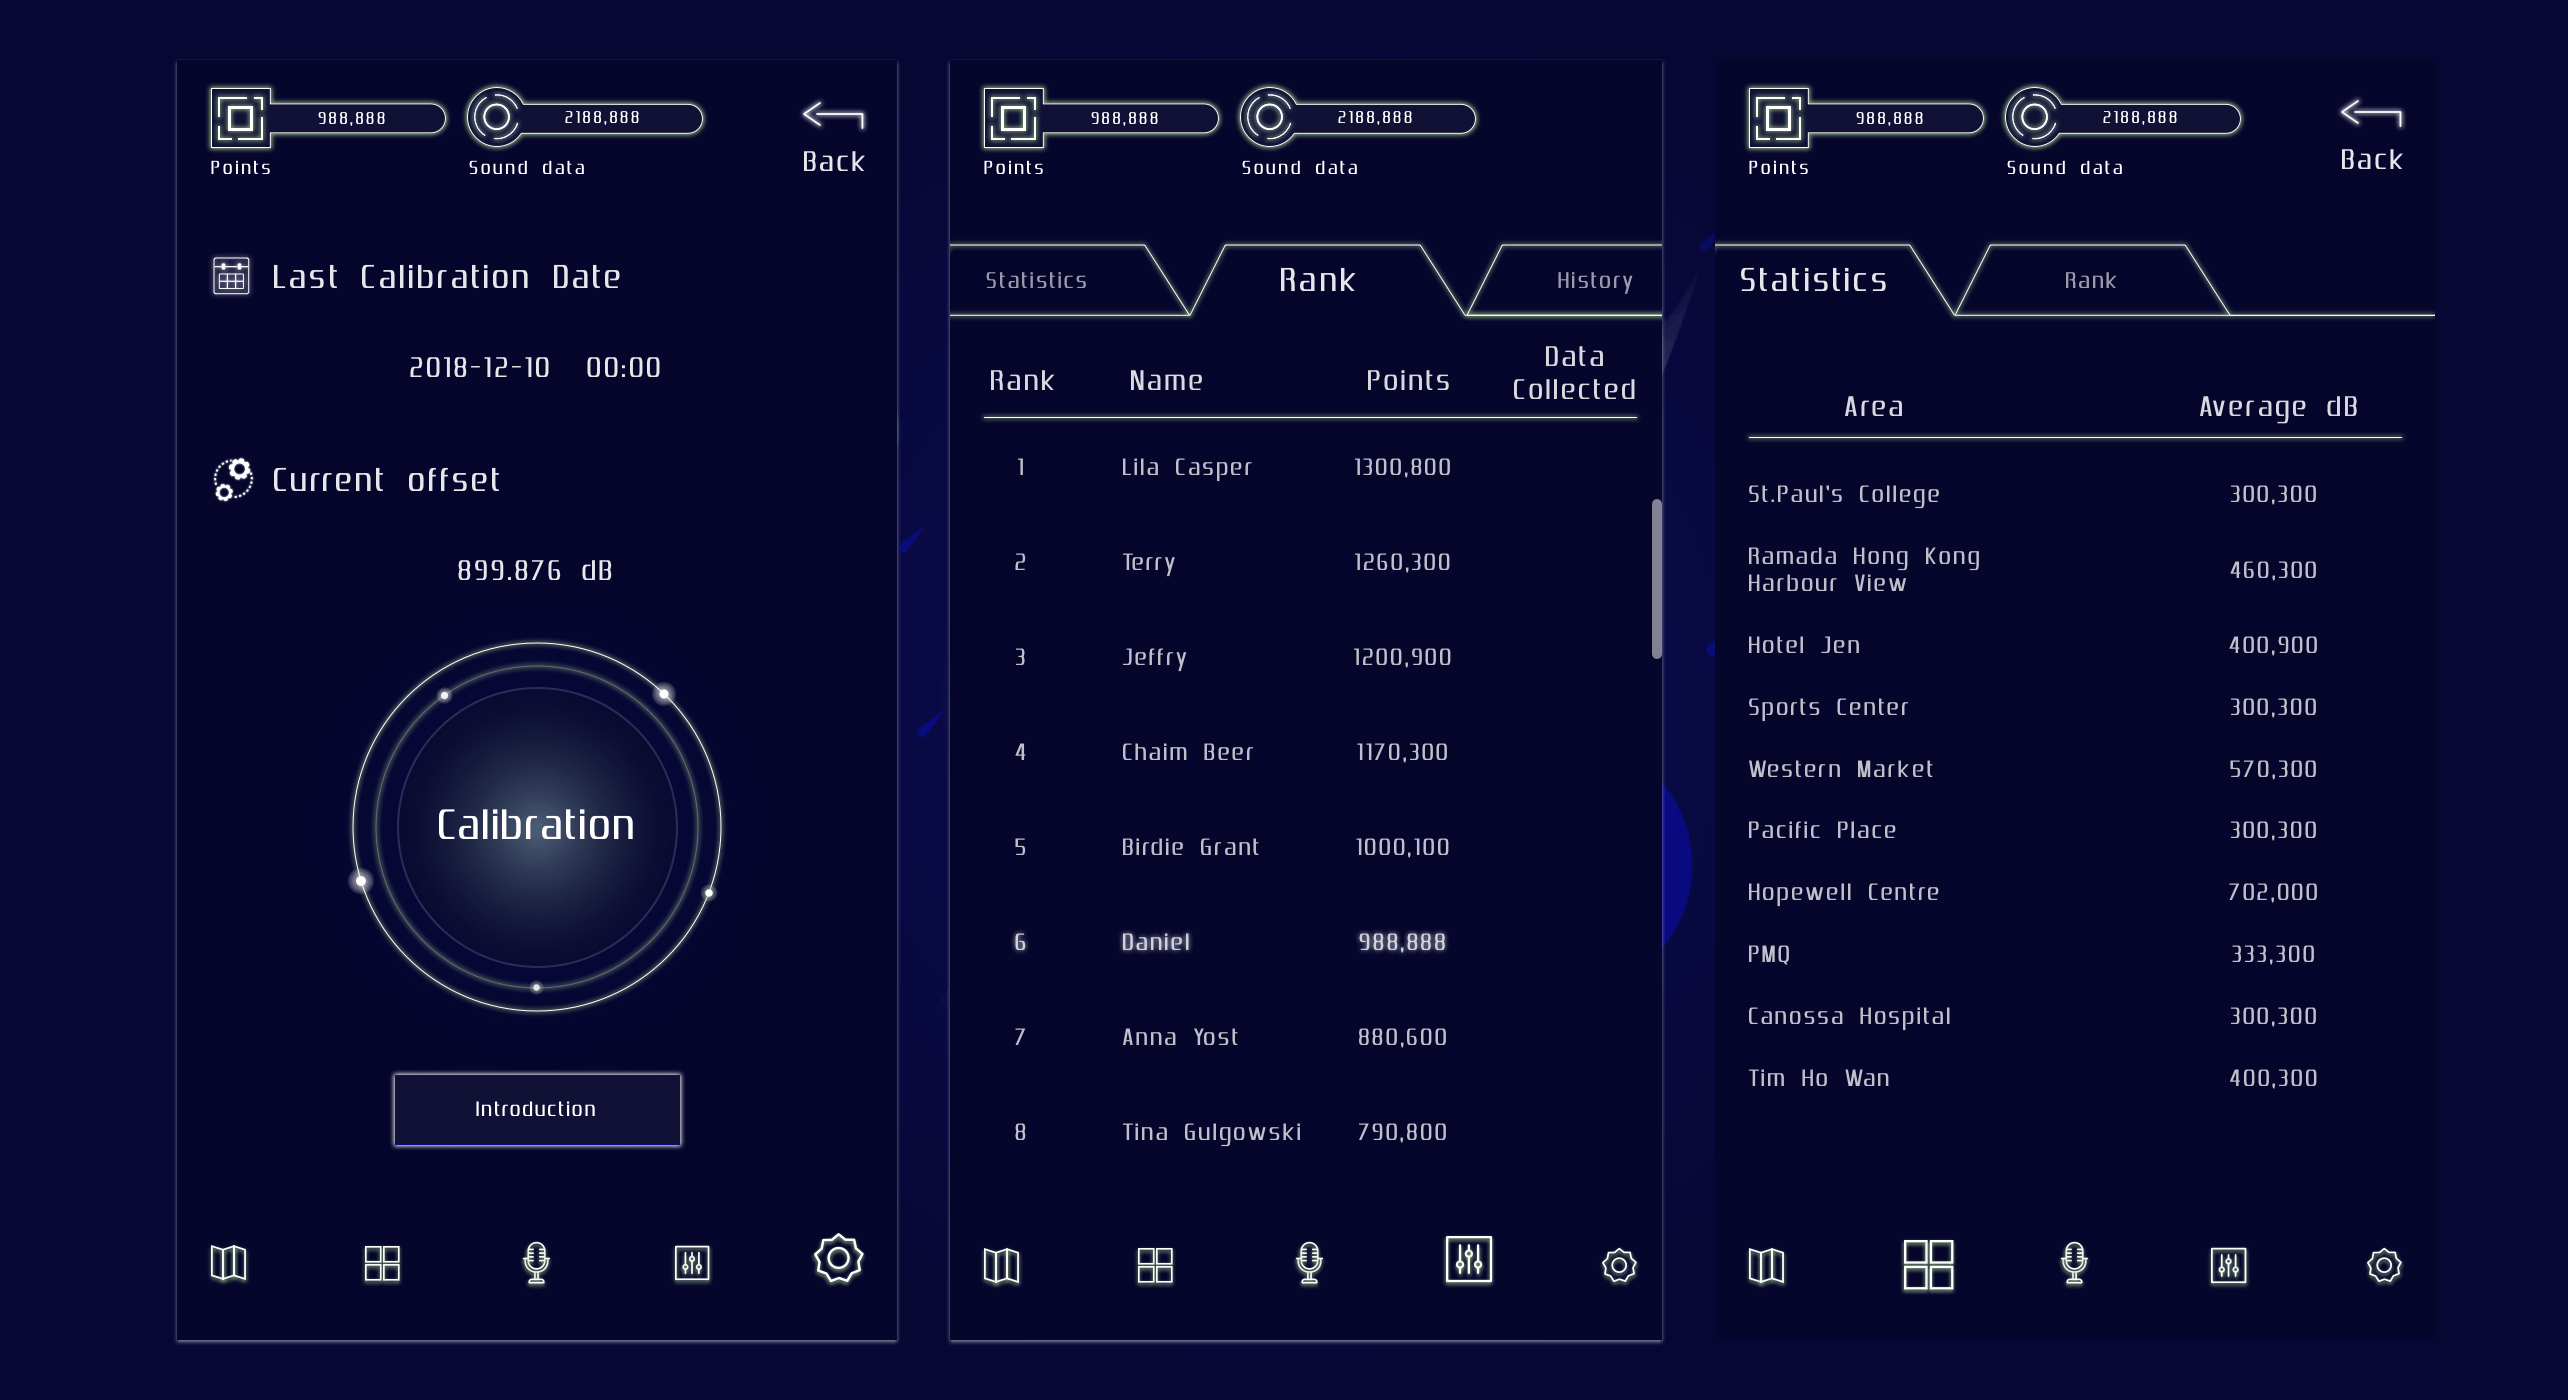 988,888
2188,888
Points
Sound data
Back
Last Calibration Date
2018-12-10 00:00
Current offset
899.876 dB
Calibration
Introduction
988,888
2188,888
Points
Sound data
Statistics
Rank
History
Rank
Name
Points
Data
Collected
1 Lila Casper 1300,800
2 Terry 1260,300
3 Jeffry 1200,900
4 Chaim Beer 1170,300
5 Birdie Grant 1000,100
6 Daniel 988,888
7 Anna Yost 880,600
8 Tina Gulgowski 790,800
988,888
2188,888
Points
Sound data
Back
Statistics
Rank
Area Average dB
St.Paul's College 300,300
Ramada Hong Kong
Harbour View 460,300
Hotel Jen 400,900
Sports Center 300,300
Western Market 570,300
Pacific Place 300,300
Hopewell Centre 702,000
PMQ 333,300
Canossa Hospital 300,300
Tim Ho Wan 400,300